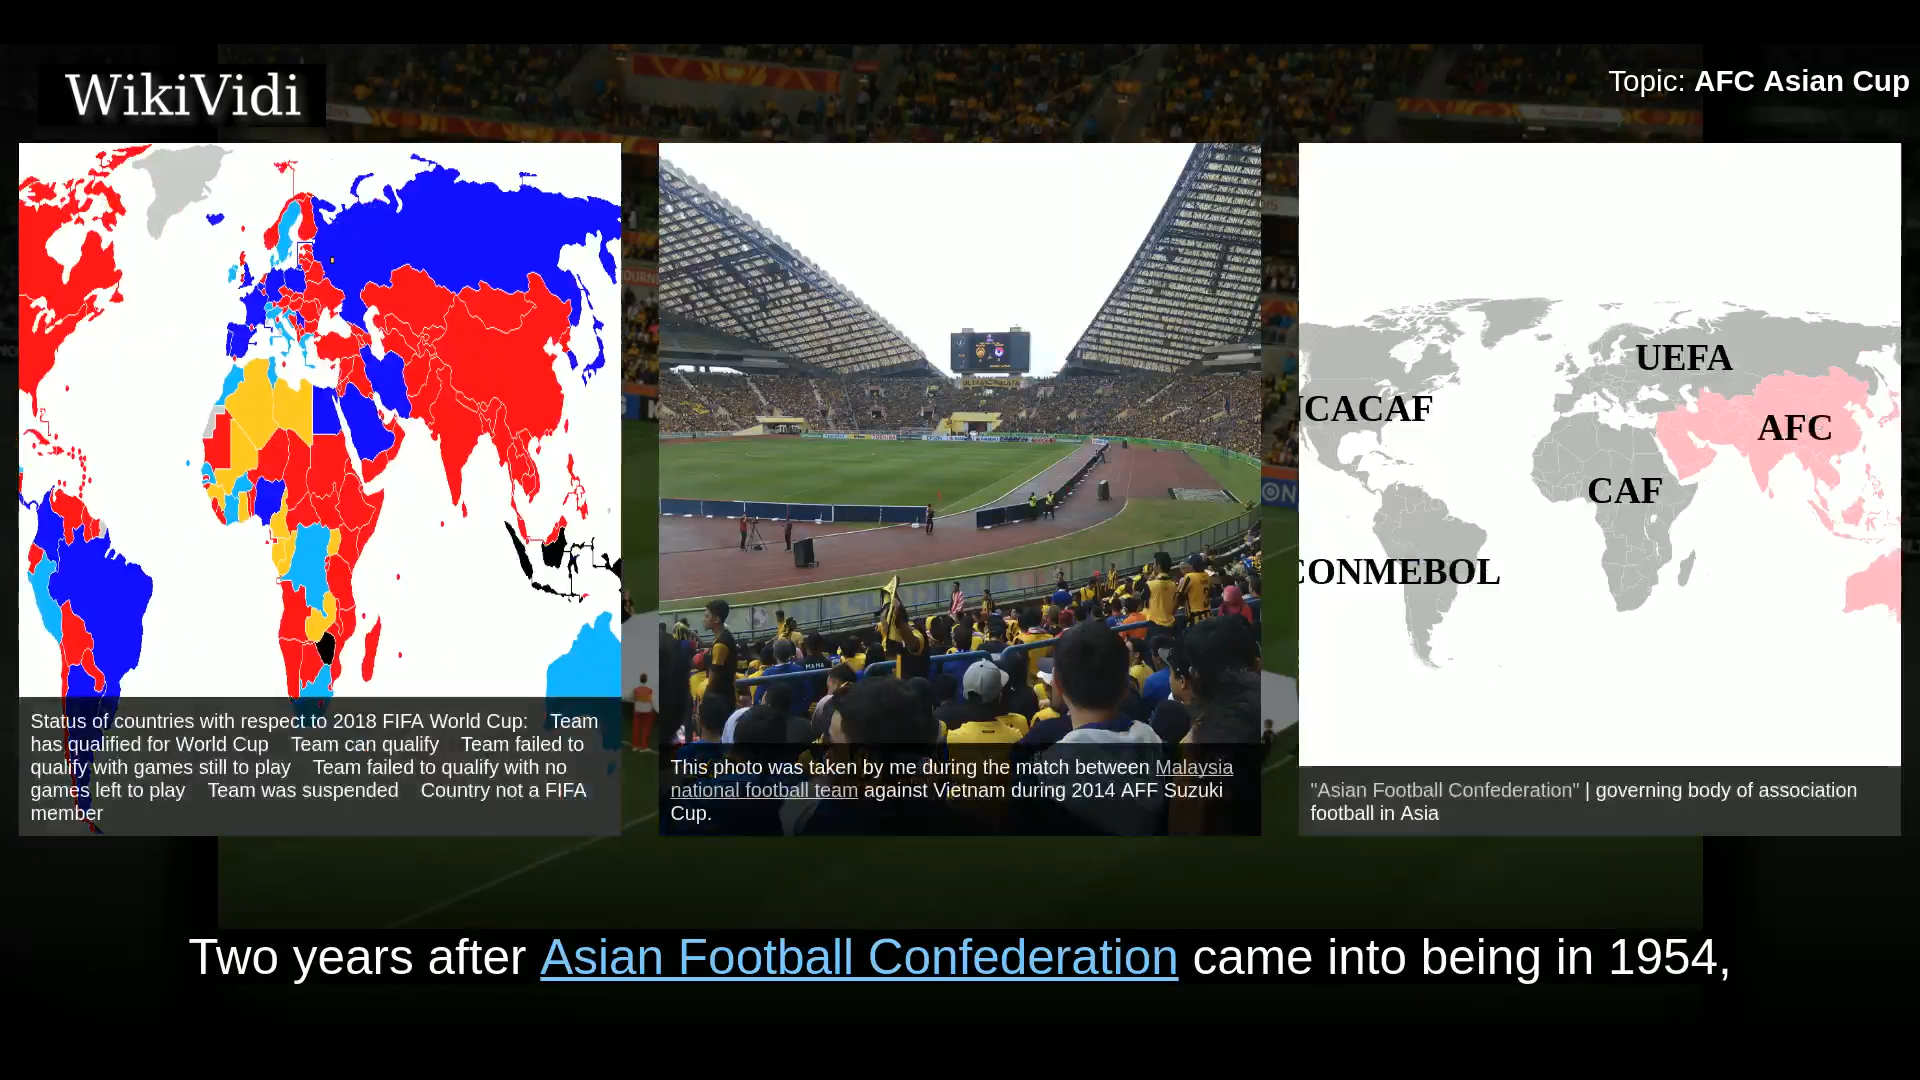 WikiVidi
Topic: AFC Asian Cup
Status of countries with respect to 2018 FIFA World Cup: Team
has qualified for World Cup Team can qualify Team failed to
qualify with games still to play Team failed to qualify with no
games left to play Team was suspended Country not a FIFA
member
This photo was taken by me during the match between Malaysia
national football team against Vietnam during 2014 AFF Suzuki
Cup.
UEFA
NCACAF
AFC
CAF
CONMEBOL
"Asian Football Confederation" | governing body of association
football in Asia
Two years after Asian Football Confederation came into being in 1954,